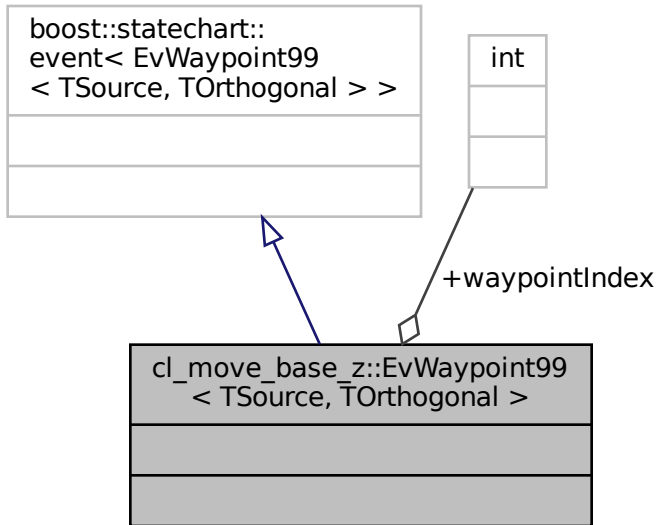 boost::statechart::
event< EvWaypoint99
< TSource, TOrthogonal > >
int
+waypointIndex
cl_move_base_z::EvWaypoint99
< TSource, TOrthogonal >